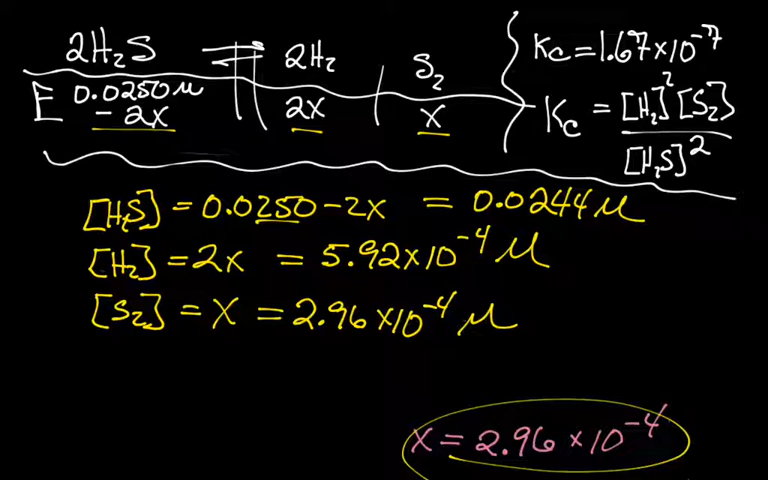 2H₂S ⇌ 2H₂ S₂ Kc = 1.67×10⁻⁷
E 0.0250 M - 2x 2x x Kc = [H₂]² [S₂] / [H₂S]²
[H₂S] = 0.0250 - 2x = 0.0244 M
[H₂] = 2x = 5.92×10⁻⁴ M
[S₂] = x = 2.96×10⁻⁴ M
x = 2.96×10⁻⁴